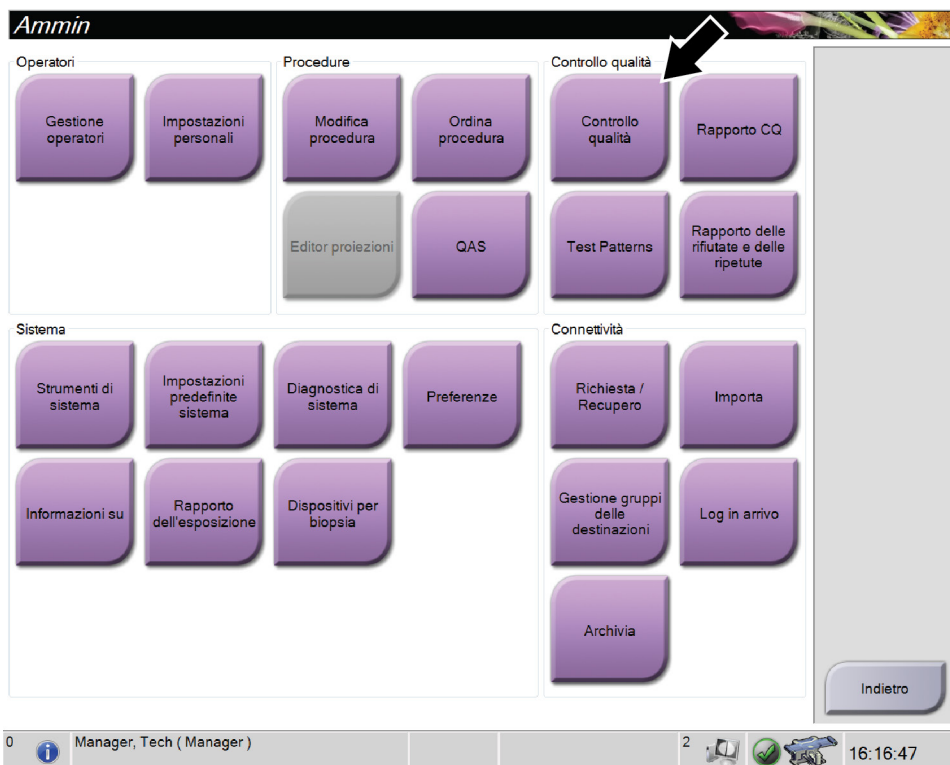 Ammin
Operatori
Gestione
operatori
Impostazioni
personali
Procedure
Modifica
procedura
Ordina
procedura
Editor proiezioni
QAS
Controllo qualità
Controllo
qualità
Rapporto CQ
Test Patterns
Rapporto delle
rifiutate e delle
ripetute
Sistema
Strumenti di
sistema
Impostazioni
predefinite
sistema
Diagnostica di
sistema
Preferenze
Informazioni su
Rapporto
dell'esposizione
Dispositivi per
biopsia
Connettività
Richiesta /
Recupero
Importa
Gestione gruppi
delle
destinazioni
Log in arrivo
Archivia
Indietro
0
Manager, Tech ( Manager )
2
16:16:47